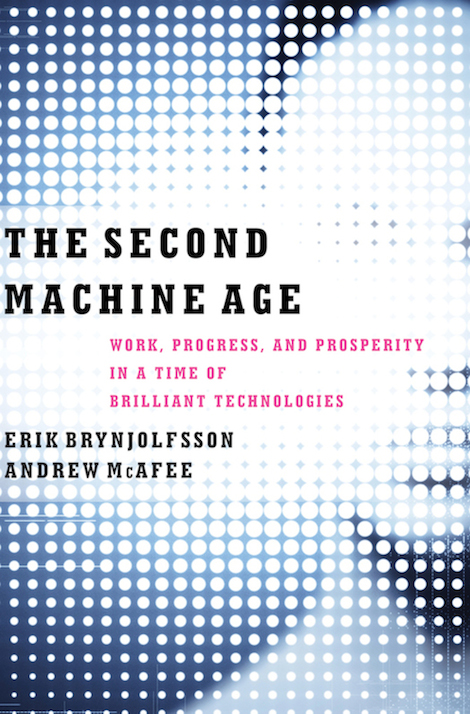 THE SECOND
MACHINE AGE
WORK, PROGRESS, AND PROSPERITY
IN A TIME OF
BRILLIANT TECHNOLOGIES
ERIK BRYNJOLFSSON
ANDREW McAFEE